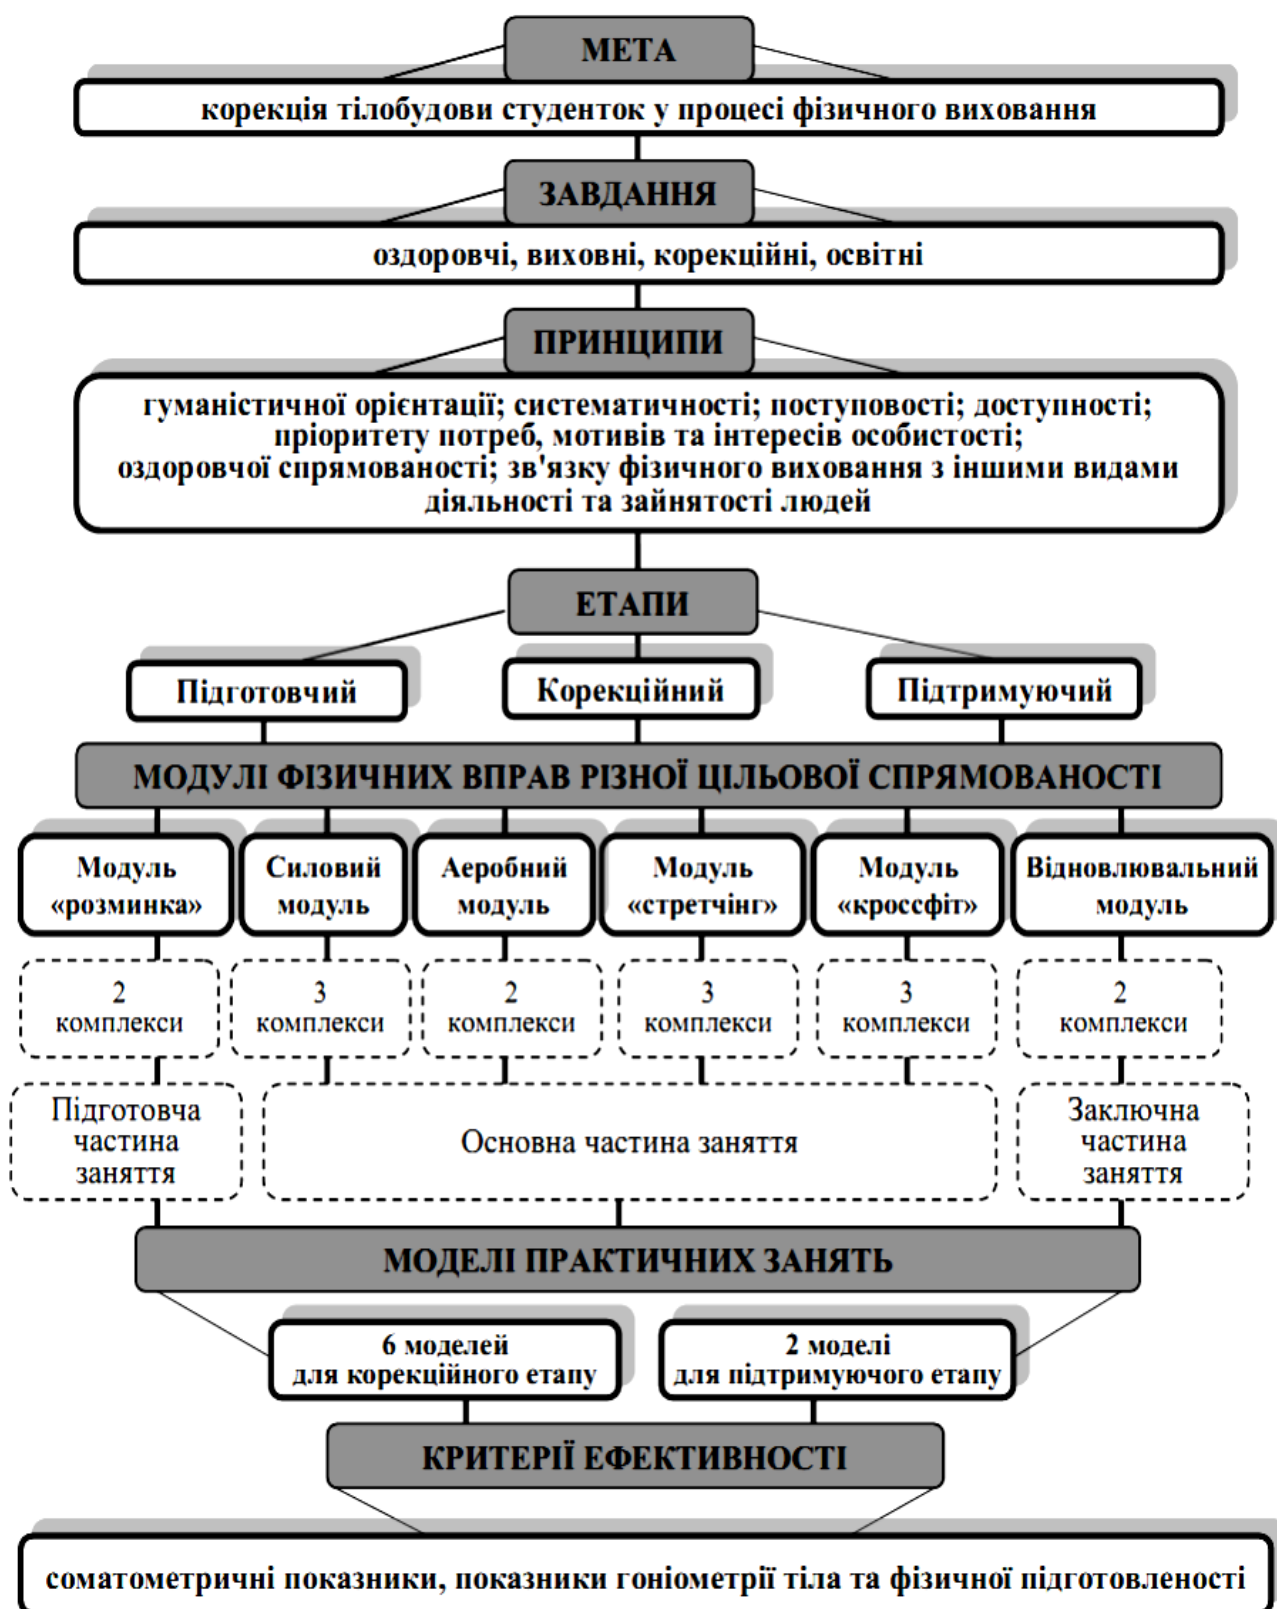 МЕТА
корекція тілобудови студенток у процесі фізичного виховання
ЗАВДАННЯ
оздоровчі, виховні, корекційні, освітні
ПРИНЦИПИ
гуманістичної орієнтації; систематичності; поступовості; доступності;
пріоритету потреб, мотивів та інтересів особистості;
оздоровчої спрямованості; зв'язку фізичного виховання з іншими видами
діяльності та зайнятості людей
ЕТАПИ
Підготовчий
Корекційний
Підтримуючий
МОДУЛІ ФІЗИЧНИХ ВПРАВ РІЗНОЇ ЦІЛЬОВОЇ СПРЯМОВАНОСТІ
Модуль
«розминка»
Силовий
модуль
Аеробний
модуль
Модуль
«стретчінг»
Модуль
«кроссфіт»
Відновлювальний
модуль
2
комплекси
3
комплекси
2
комплекси
3
комплекси
3
комплекси
2
комплекси
Підготовча
частина
заняття
Основна частина заняття
Заключна
частина
заняття
МОДЕЛІ ПРАКТИЧНИХ ЗАНЯТЬ
6 моделей
для корекційного етапу
2 моделі
для підтримуючого етапу
КРИТЕРІЇ ЕФЕКТИВНОСТІ
соматометричні показники, показники гоніометрії тіла та фізичної підготовленості